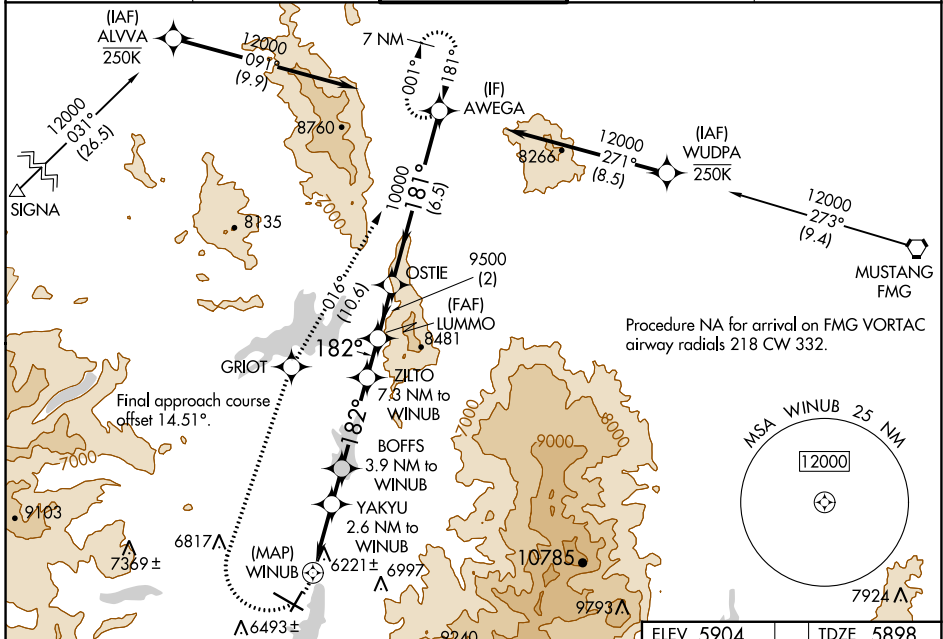 (IAF)
ALVVA
250K
12000
091°
(9.9)
7 NM
001°
181°
(IF)
AWEGA
12000
031°
(26.5)
SIGNA
8760
7000
8266
12000
271°
(8.5)
(IAF)
WUDPA
250K
12000
273°
(9.4)
MUSTANG
FMG
8135
10000
181°
(6.5)
016°
(10.6)
OSTIE
9500
(2)
(FAF)
LUMMO
8481
Procedure NA for arrival on FMG VORTAC
airway radials 218 CW 332.
GRIOT
182°
ZILTO
7.3 NM to
WINUB
Final approach course
offset 14.51°.
182°
7000
9103
BOFFS
3.9 NM to
WINUB
YAKYU
2.6 NM to
WINUB
7000
9000
8000
MSA WINUB 25 NM
12000
6817
7369±
(MAP)
WINUB
6221±
6997
10785
9793
7924
6493±
9240
ELEV 5904
TDZE 5898